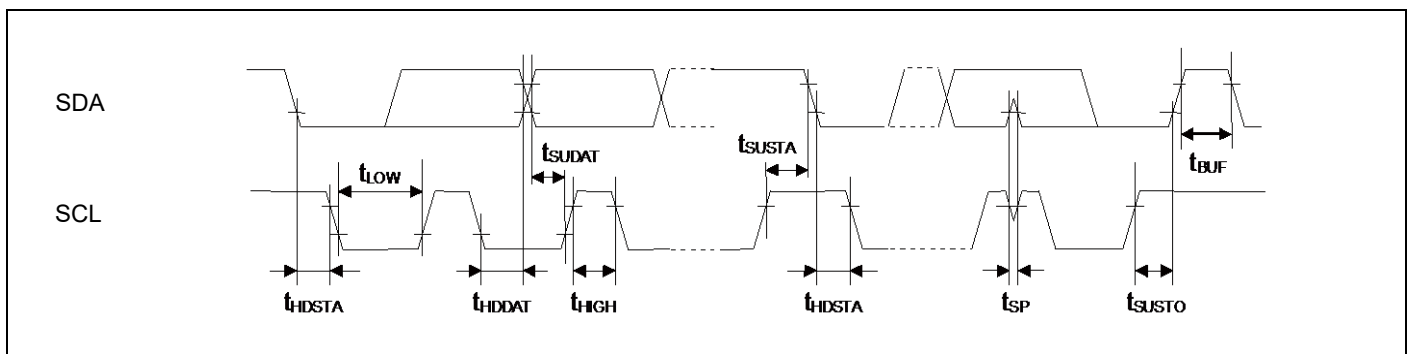 SDA
tSUDAT
tSUSTA
tBUF
tLOW
SCL
tHDSTA
tHDDAT
tHIGH
tHDSTA
tSP
tSUSTO